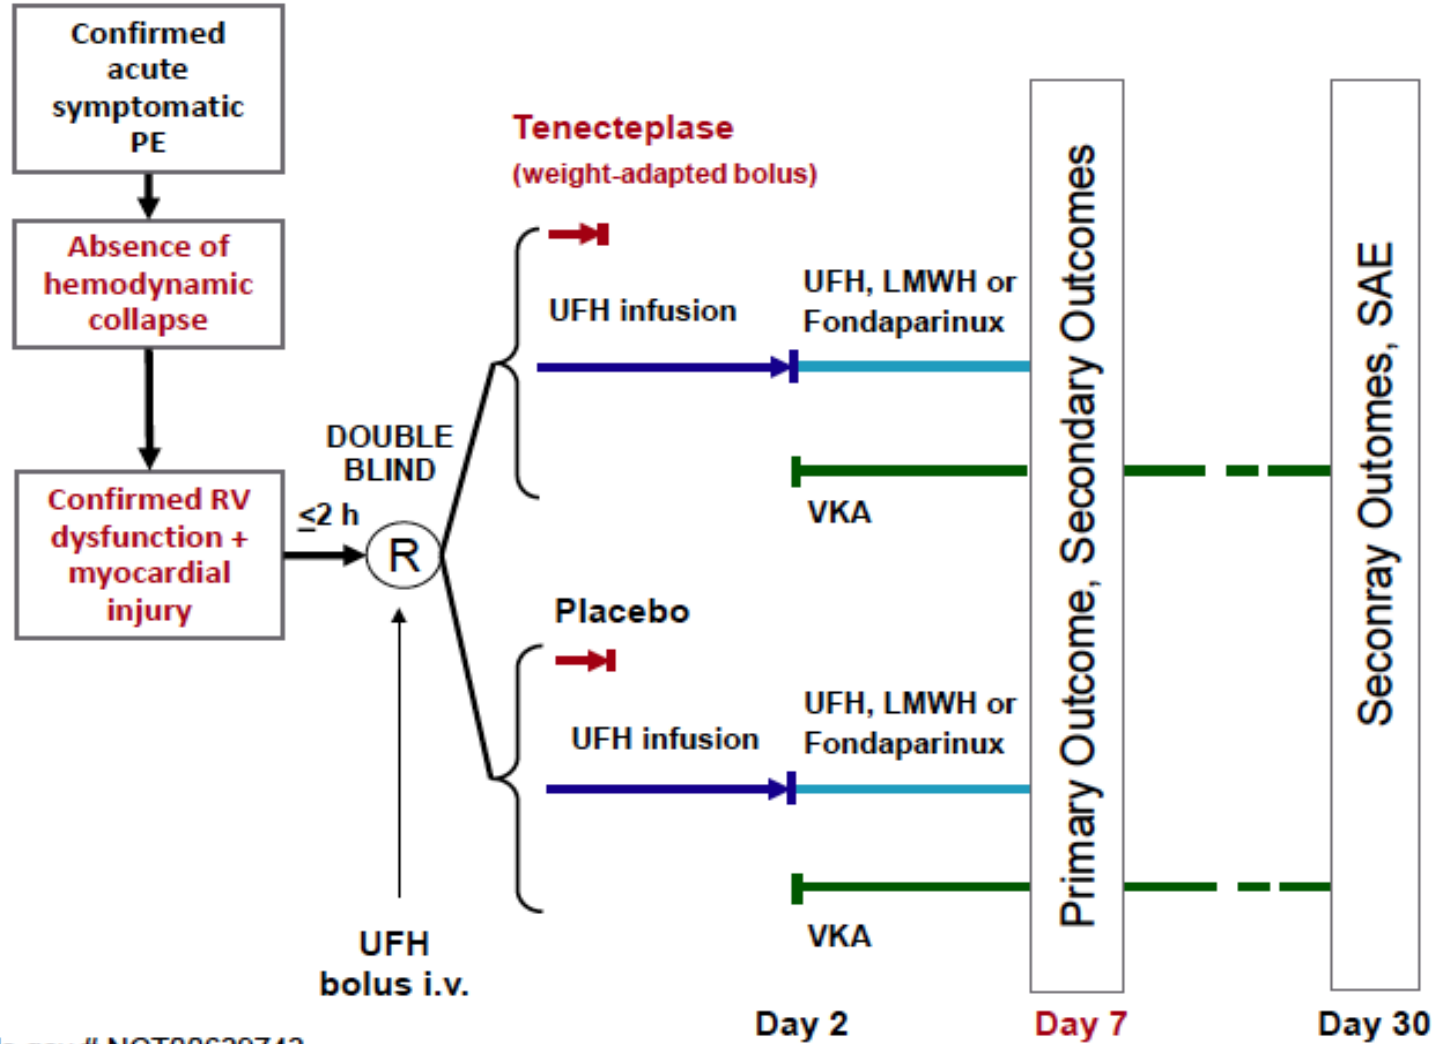 Confirmed
acute
symptomatic
PE
Absence of
hemodynamic
collapse
Confirmed RV
dysfunction +
myocardial
injury
≤2 h
DOUBLE
BLIND
R
UFH
bolus i.v.
Tenecteplase
(weight-adapted bolus)
UFH infusion
UFH, LMWH or
Fondaparinux
VKA
Placebo
UFH infusion
UFH, LMWH or
Fondaparinux
VKA
Primary Outcome, Secondary Outcomes
Seconray Outomes, SAE
Day 2
Day 7
Day 30